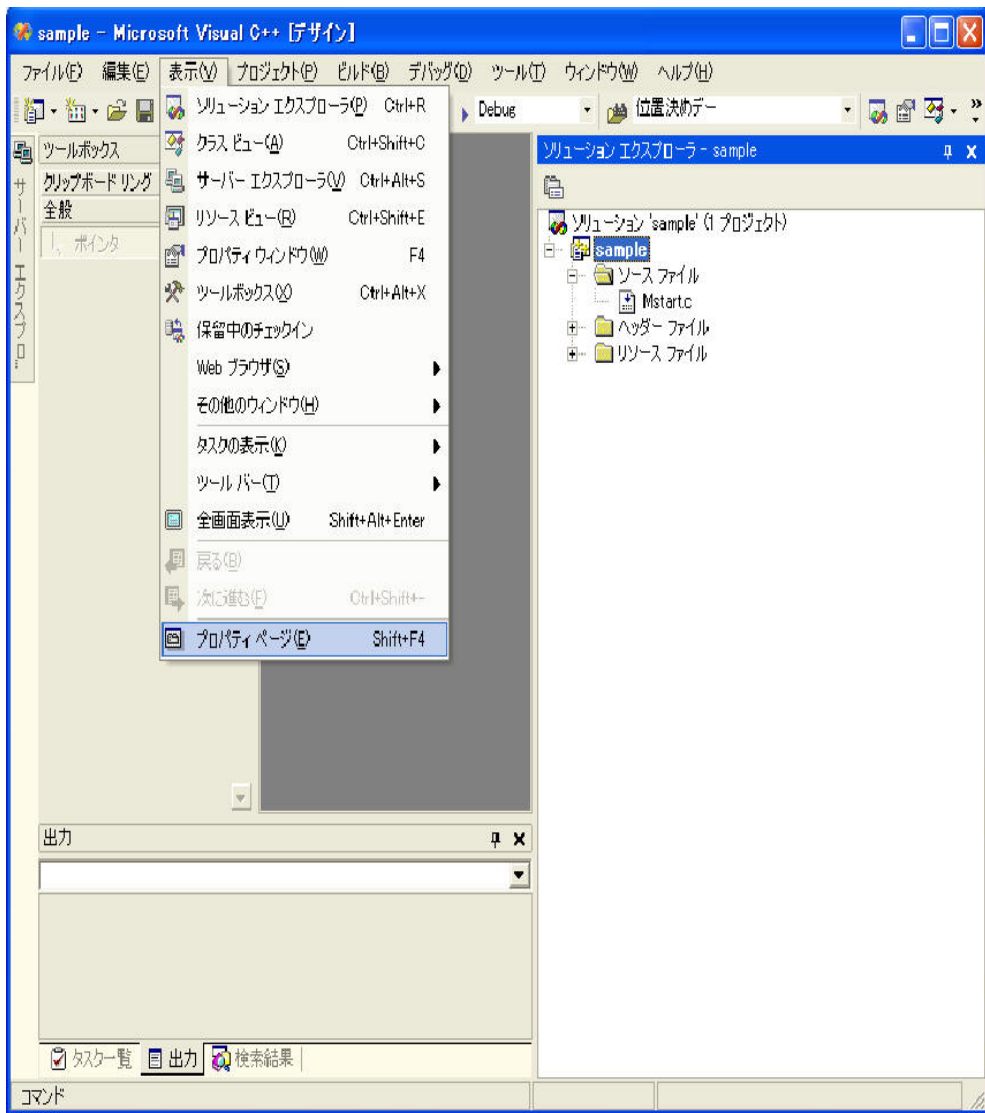 sample - Microsoft Visual C++ [デザイン]
ファイル(F) 編集(E) 表示(V) プロジェクト(P) ビルド(B) デバッグ(D) ツール(T) ウィンドウ(W) ヘルプ(H)
Debug 位置決めデー
サーバー エクスプロー
ツールボックス
クリップボード リング
全般
ポインタ
ソリューション エクスプローラ(P) Ctrl+R
クラス ビュー(A) Ctrl+Shift+C
サーバー エクスプローラ(V) Ctrl+Alt+S
リソース ビュー(R) Ctrl+Shift+E
プロパティ ウィンドウ(W) F4
ツールボックス(X) Ctrl+Alt+X
保留中のチェックイン
Web ブラウザ(S)
その他のウィンドウ(H)
タスクの表示(K)
ツール バー(T)
全画面表示(U) Shift+Alt+Enter
戻る(B)
次に進む(F) Ctrl+Shift+-
プロパティ ページ(E) Shift+F4
ソリューション エクスプローラ - sample
ソリューション 'sample' (1 プロジェクト)
sample
ソース ファイル
Mstart.c
ヘッダー ファイル
リソース ファイル
出力
タスク一覧 出力 検索結果
コマンド